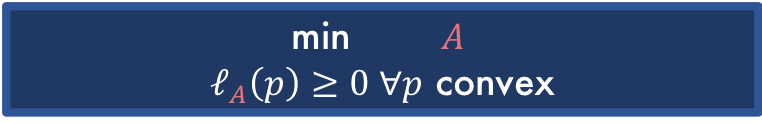 min A
ℓ_A(p) ≥ 0 ∀p convex